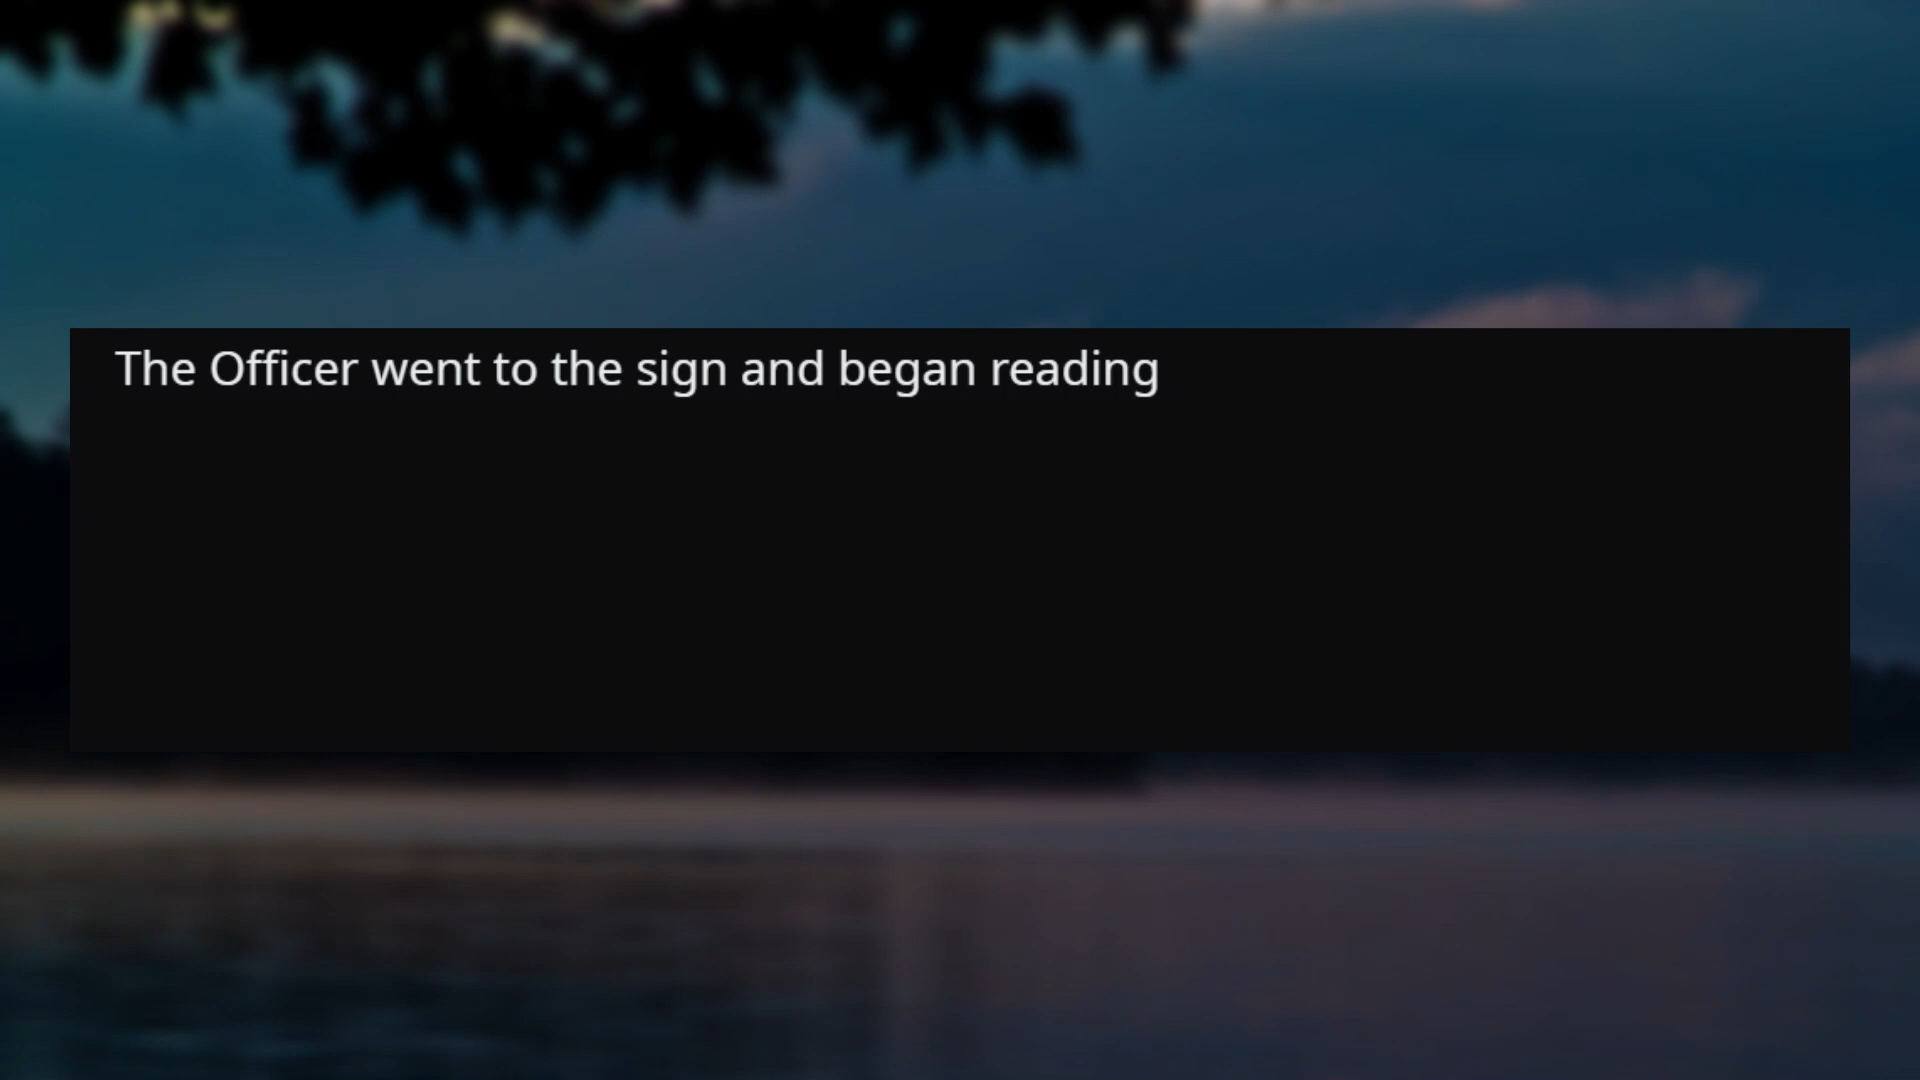 The Officer went to the sign and began reading